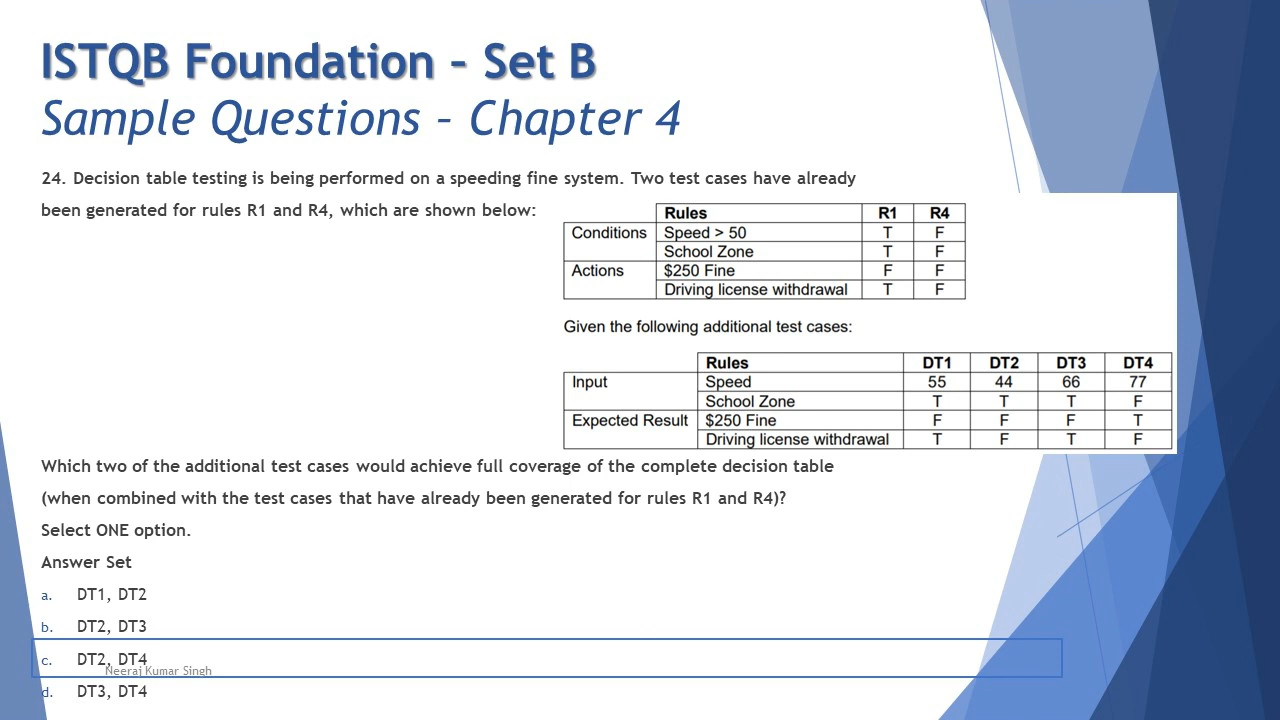 ISTQB Foundation – Set B
Sample Questions – Chapter 4
24. Decision table testing is being performed on a speeding fine system. Two test cases have already
been generated for rules R1 and R4, which are shown below:
Rules R1 R4
Conditions Speed > 50 T F
School Zone T F
Actions $250 Fine F F
Driving license withdrawal T F
Given the following additional test cases:
Rules DT1 DT2 DT3 DT4
Input Speed 55 44 66 77
School Zone T T T F
Expected Result $250 Fine F F F T
Driving license withdrawal T F T F
Which two of the additional test cases would achieve full coverage of the complete decision table
(when combined with the test cases that have already been generated for rules R1 and R4)?
Select ONE option.
Answer Set
a. DT1, DT2
b. DT2, DT3
c. DT2, DT4
Neeraj Kumar Singh
d. DT3, DT4